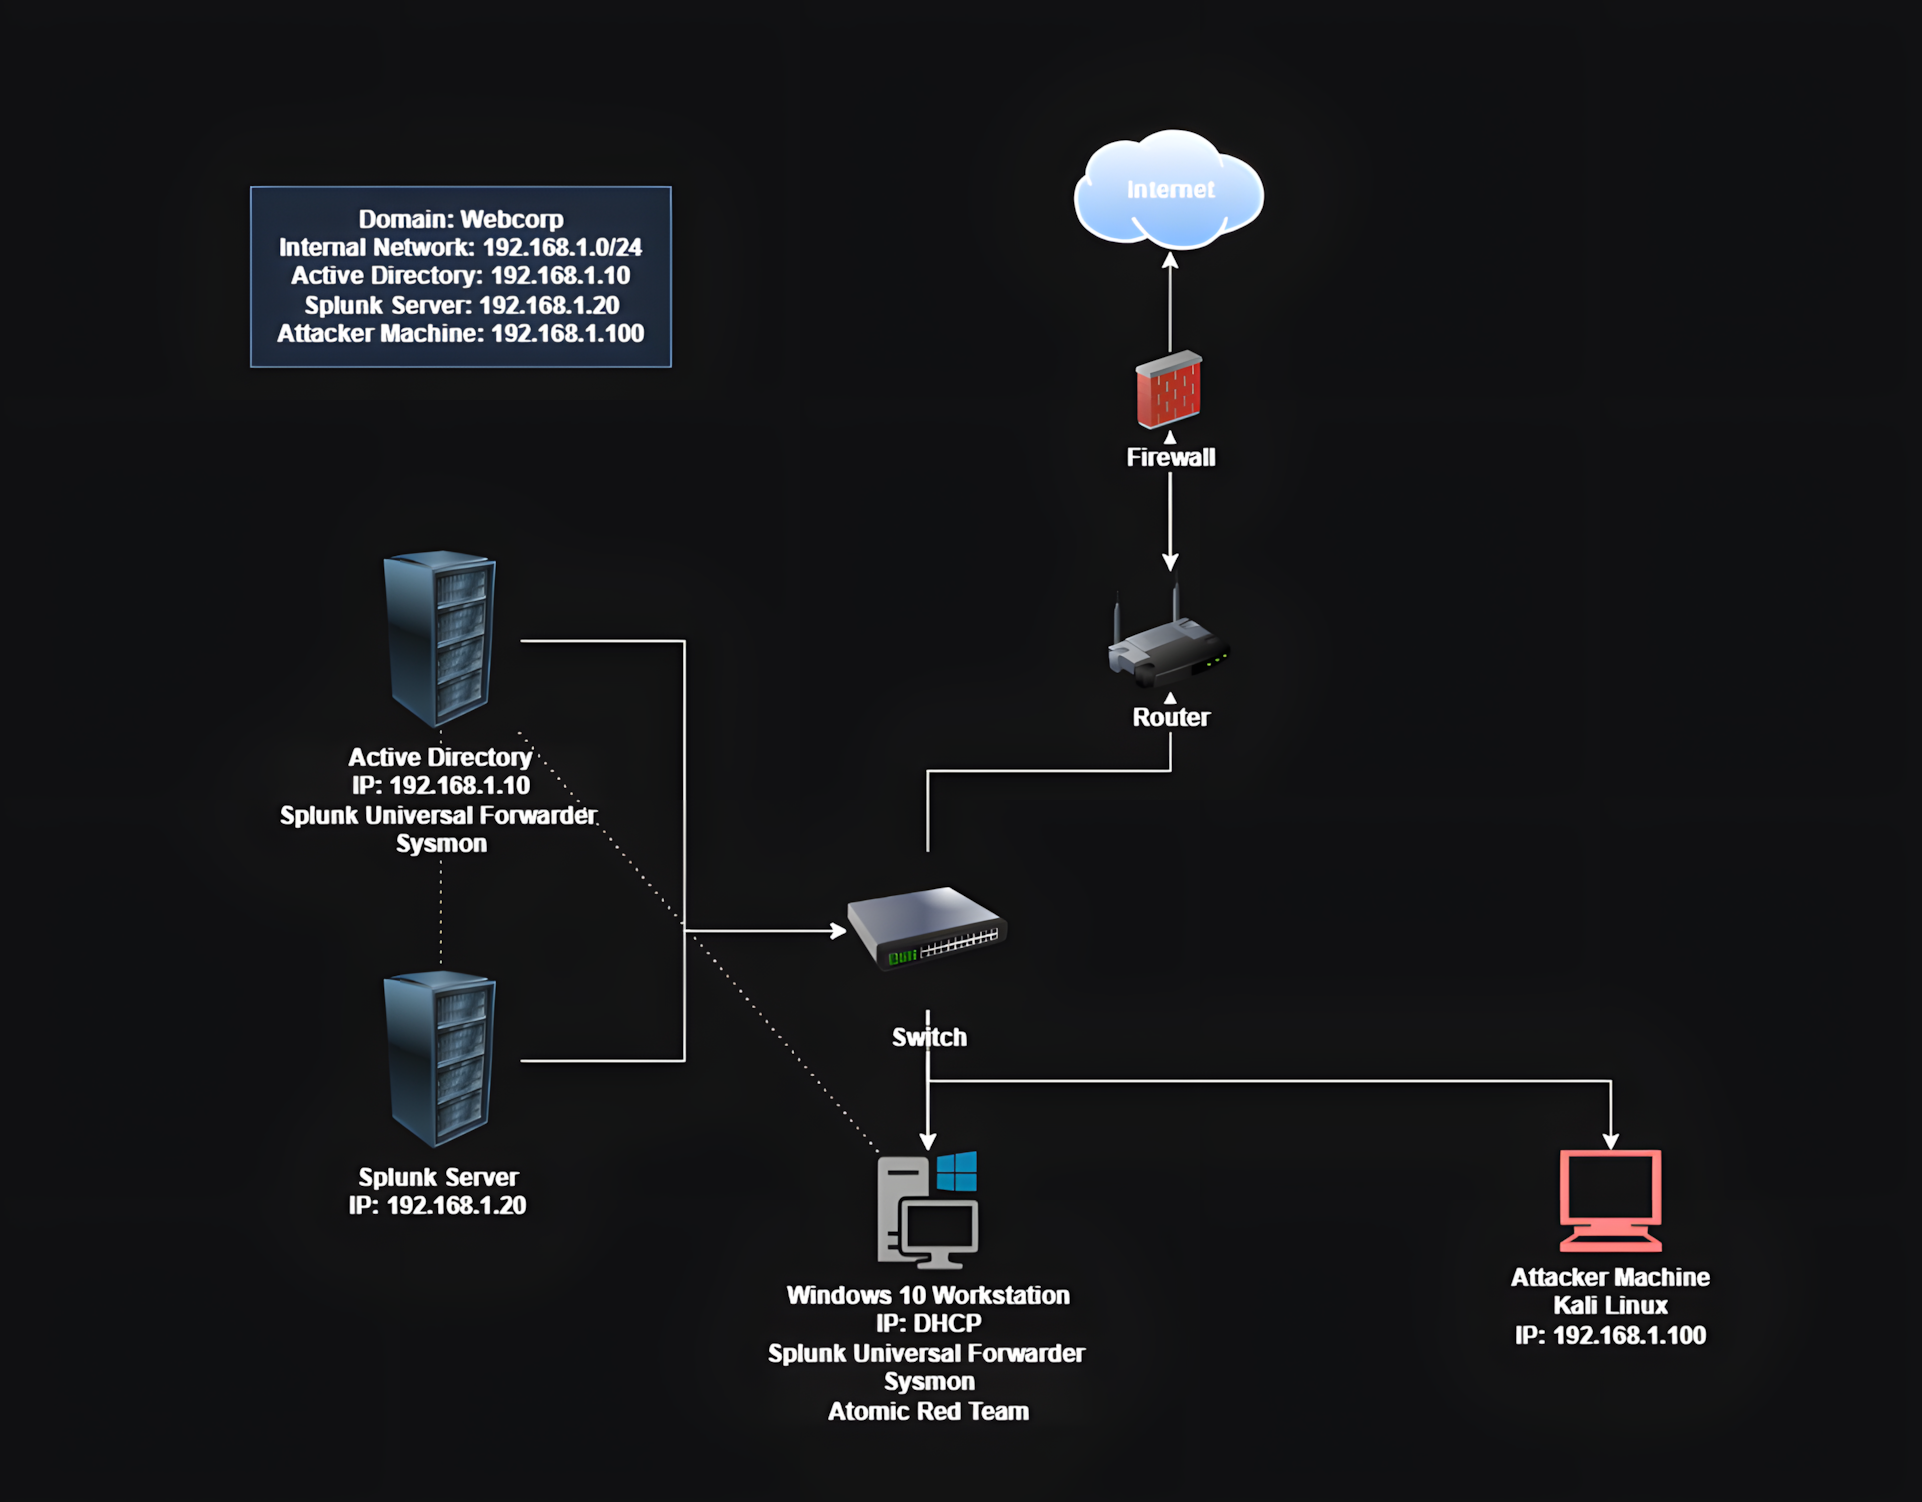 Internet
Domain: Webcorp
Internal Network: 192.168.1.0/24
Active Directory: 192.168.1.10
Splunk Server: 192.168.1.20
Attacker Machine: 192.168.1.100
Firewall
Router
Active Directory
IP: 192.168.1.10
Splunk Universal Forwarder
Sysmon
Switch
Splunk Server
IP: 192.168.1.20
Windows 10 Workstation
IP: DHCP
Splunk Universal Forwarder
Sysmon
Atomic Red Team
Attacker Machine
Kali Linux
IP: 192.168.1.100